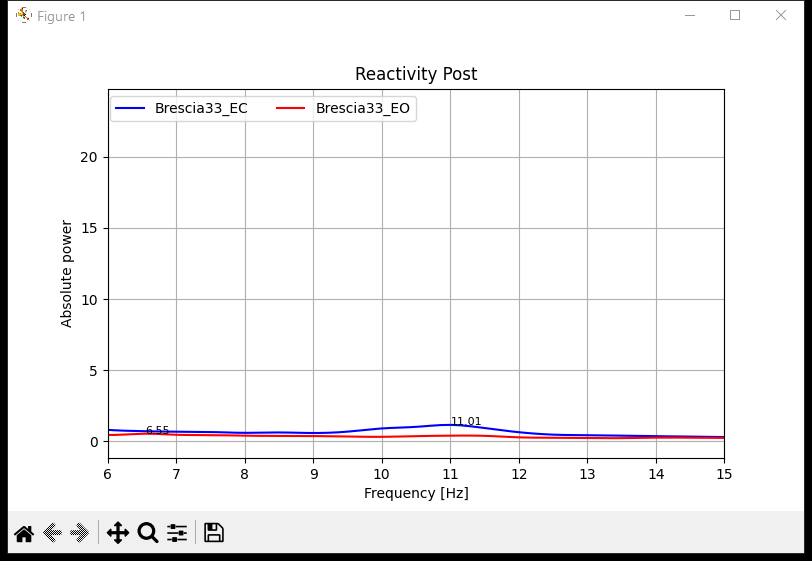 Figure 1
Reactivity Post
Brescia33_EC
Brescia33_EO
Absolute power
20
15
10
5
0
6.55
11.01
6 7 8 9 10 11 12 13 14 15
Frequency [Hz]